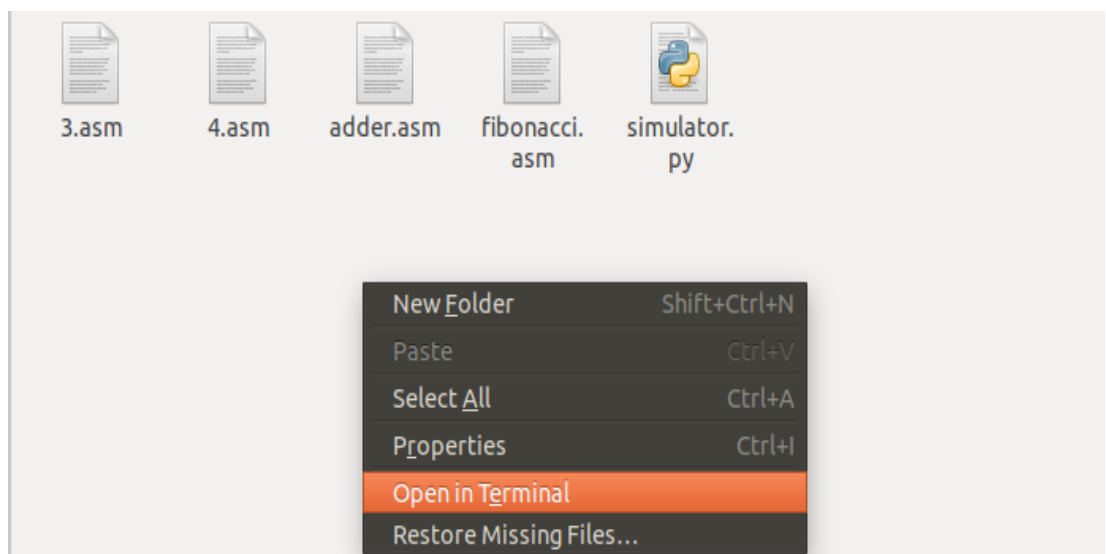 3.asm 4.asm adder.asm fibonacci.asm simulator.py
New Folder Shift+Ctrl+N
Paste Ctrl+V
Select All Ctrl+A
Properties Ctrl+I
Open in Terminal
Restore Missing Files...